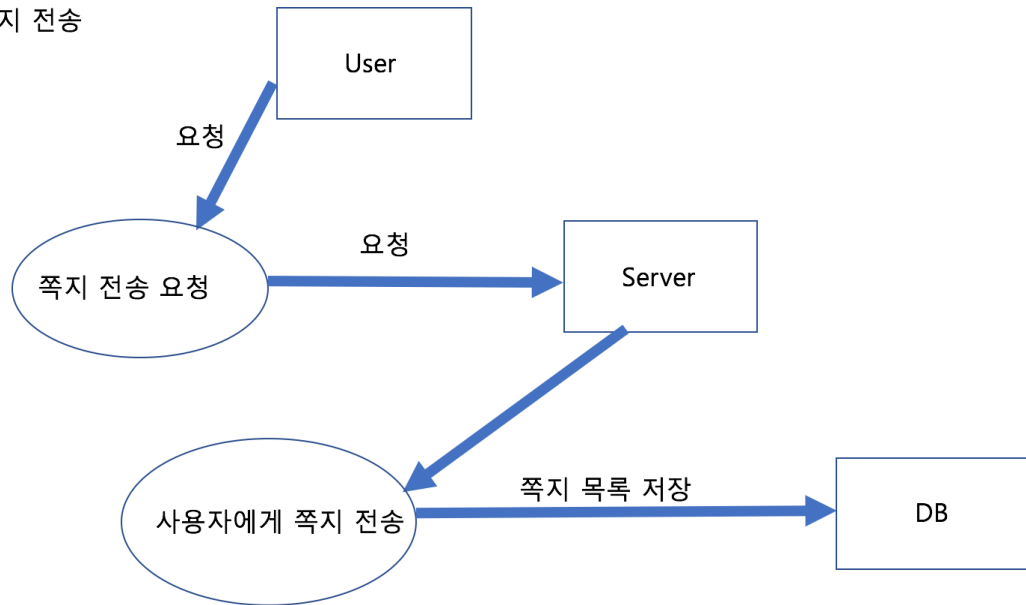 지 전송
User
요청
요청
쪽지 전송 요청
Server
쪽지 목록 저장
사용자에게 쪽지 전송
DB